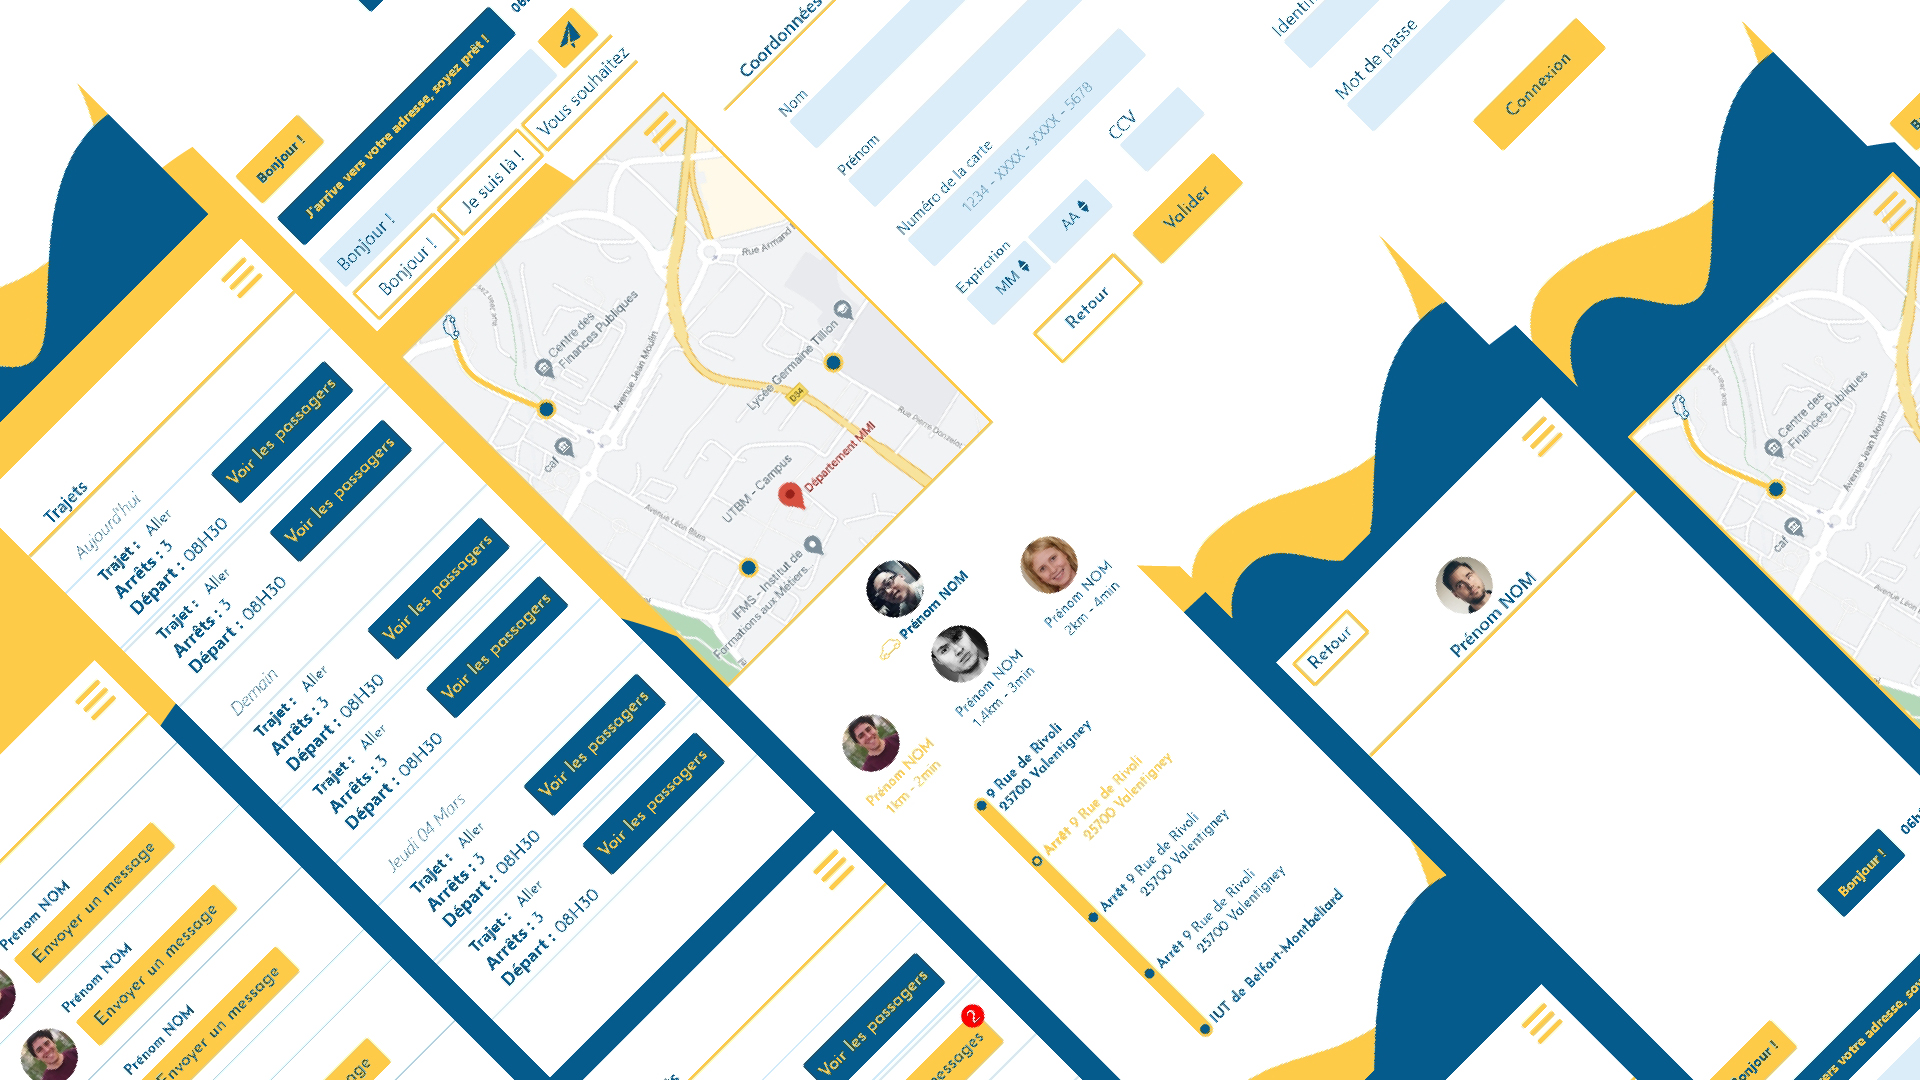 Bonjour !
J'arrive vers votre adresse, soyez prêt !
Bonjour !
Bonjour !
Je suis là !
Vous souhaitez
Coordonnées
Nom
Prénom
Numéro de la carte
1234 - XXXX - XXXX - 5678
CCV
Expiration
MM
AA
Retour
Valider
Mot de passe
Connexion
Trajets
Aujourd'hui
Trajet : Aller
Arrêts : 3
Départ : 08H30
Voir les passagers
Trajet : Aller
Arrêts : 3
Départ : 08H30
Voir les passagers
Demain
Trajet : Aller
Arrêts : 3
Départ : 08H30
Voir les passagers
Trajet : Aller
Arrêts : 3
Départ : 08H30
Voir les passagers
Jeudi 04 Mars
Trajet : Aller
Arrêts : 3
Départ : 08H30
Voir les passagers
Trajet : Aller
Arrêts : 3
Départ : 08H30
Voir les passagers
Centre des
Finances Publiques
Avenue Jean Moulin
caf
Rue Armand
Lycée Germaine Tillion
D34
Rue Pierre Donzelot
Département MMI
UTBM - Campus
Avenue Léon Blum
IFMS - Institut de
Formations aux Métiers...
Prénom NOM
Prénom NOM
2km - 4min
Prénom NOM
1.4km - 3min
Prénom NOM
1km - 2min
9 Rue de Rivoli
25700 Valentigney
Arrêt 9 Rue de Rivoli
25700 Valentigney
Arrêt 9 Rue de Rivoli
25700 Valentigney
Arrêt 9 Rue de Rivoli
25700 Valentigney
IUT de Belfort-Montbéliard
Prénom NOM
Envoyer un message
Prénom NOM
Envoyer un message
Prénom NOM
Envoyer un message
Voir les passagers
2
Retour
Prénom NOM
Centre des
Finances Publiques
Avenue Jean Moulin
caf
Bonjour !